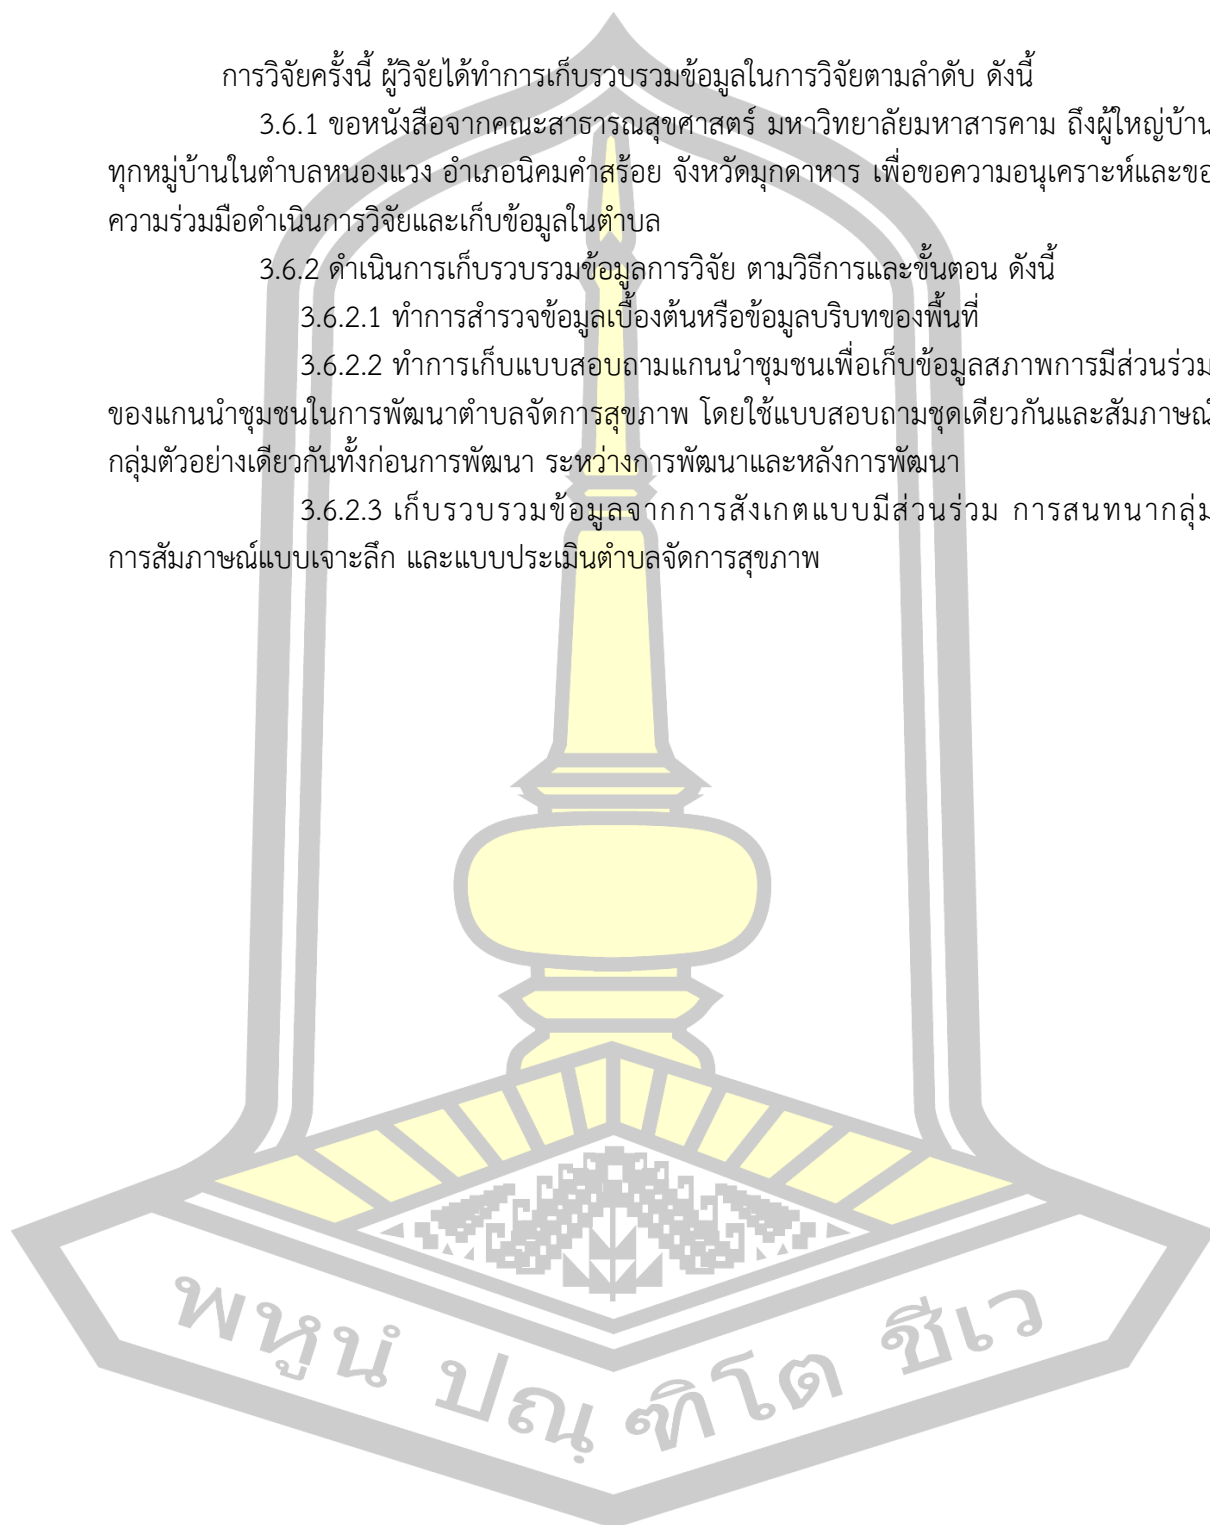 การวิจัยครั้งนี้ ผู้วิจัยได้ทำการเก็บรวบรวมข้อมูลในการวิจัยตามลำดับ ดังนี้
3.6.1 ขอหนังสือจากคณะสาธารณสุขศาสตร์ มหาวิทยาลัยมหาสารคาม ถึงผู้ใหญ่บ้าน
ทุกหมู่บ้านในตำบลหนองแวง อำเภอนิคมคำสร้อย จังหวัดมุกดาหาร เพื่อขอความอนุเคราะห์และขอ
ความร่วมมือดำเนินการวิจัยและเก็บข้อมูลในตำบล
3.6.2 ดำเนินการเก็บรวบรวมข้อมูลการวิจัย ตามวิธีการและขั้นตอน ดังนี้
3.6.2.1 ทำการสำรวจข้อมูลเบื้องต้นหรือข้อมูลบริบทของพื้นที่
3.6.2.2 ทำการเก็บแบบสอบถามแกนนำชุมชนเพื่อเก็บข้อมูลสภาพการมีส่วนร่วม
ของแกนนำชุมชนในการพัฒนาตำบลจัดการสุขภาพ โดยใช้แบบสอบถามชุดเดียวกันและสัมภาษณ์
กลุ่มตัวอย่างเดียวกันทั้งก่อนการพัฒนา ระหว่างการพัฒนาและหลังการพัฒนา
3.6.2.3 เก็บรวบรวมข้อมูลจากการสังเกตแบบมีส่วนร่วม การสนทนากลุ่ม
การสัมภาษณ์แบบเจาะลึก และแบบประเมินตำบลจัดการสุขภาพ
พหูนํ ปณฺฑิโต ชีเว